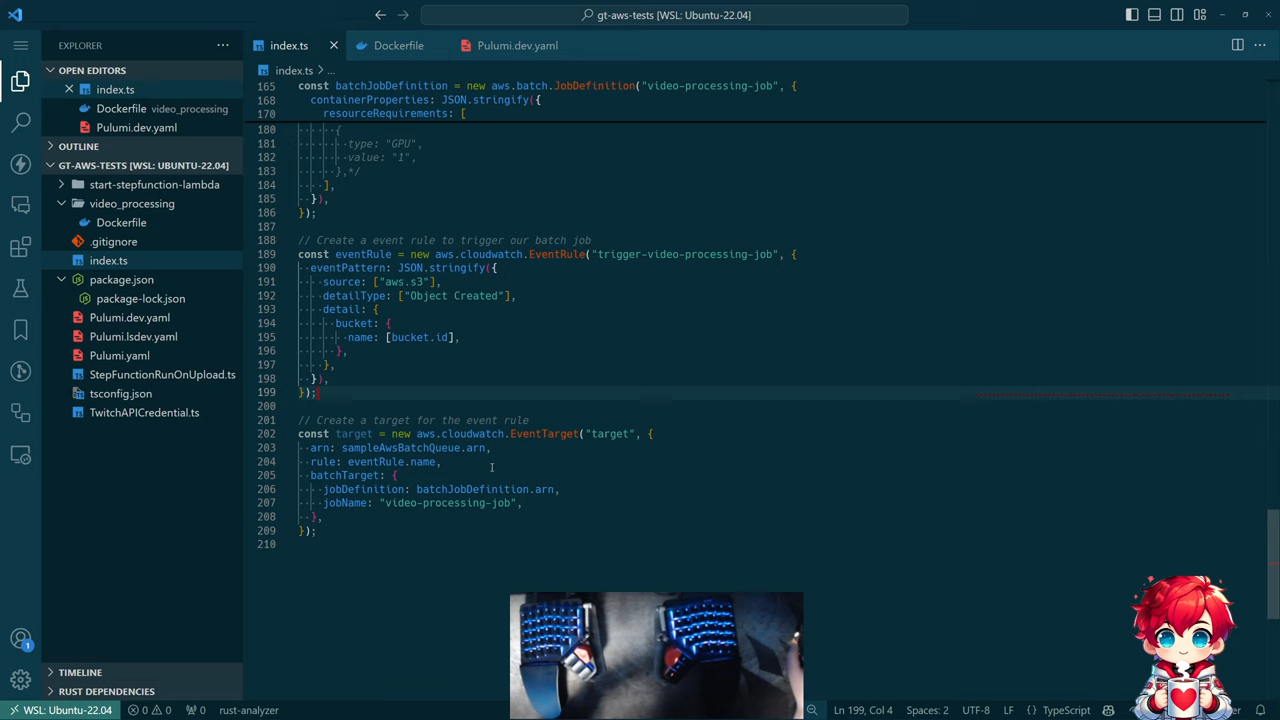 gt-aws-tests [WSL: Ubuntu-22.04]
EXPLORER
index.ts
Dockerfile
Pulumi.dev.yaml
OPEN EDITORS
index.ts
Dockerfile video_processing
Pulumi.dev.yaml
OUTLINE
GT-AWS-TESTS [WSL: UBUNTU-22.04]
start-stepfunction-lambda
video_processing
Dockerfile
.gitignore
index.ts
package.json
package-lock.json
Pulumi.dev.yaml
Pulumi.lsdev.yaml
Pulumi.yaml
StepFunctionRunOnUpload.ts
tsconfig.json
TwitchAPICredential.ts
TIMELINE
RUST DEPENDENCIES
index.ts > ...
165 const batchJobDefinition = new aws.batch.JobDefinition("video-processing-job", {
168 containerProperties: JSON.stringify({
170 resourceRequirements: [
180 {
181 type: "GPU",
182 value: "1",
183 },*/
184 ],
185 }),
186 });
187
188 // Create a event rule to trigger our batch job
189 const eventRule = new aws.cloudwatch.EventRule("trigger-video-processing-job", {
190 eventPattern: JSON.stringify({
191 source: ["aws.s3"],
192 detailType: ["Object Created"],
193 detail: {
194 bucket: {
195 name: [bucket.id],
196 },
197 },
198 }),
199 });
200
201 // Create a target for the event rule
202 const target = new aws.cloudwatch.EventTarget("target", {
203 arn: sampleAwsBatchQueue.arn,
204 rule: eventRule.name,
205 batchTarget: {
206 jobDefinition: batchJobDefinition.arn,
207 jobName: "video-processing-job",
208 },
209 });
210
1
WSL: Ubuntu-22.04
0 0
0
rust-analyzer
Ln 199, Col 4
Spaces: 2
UTF-8
LF
{} TypeScript